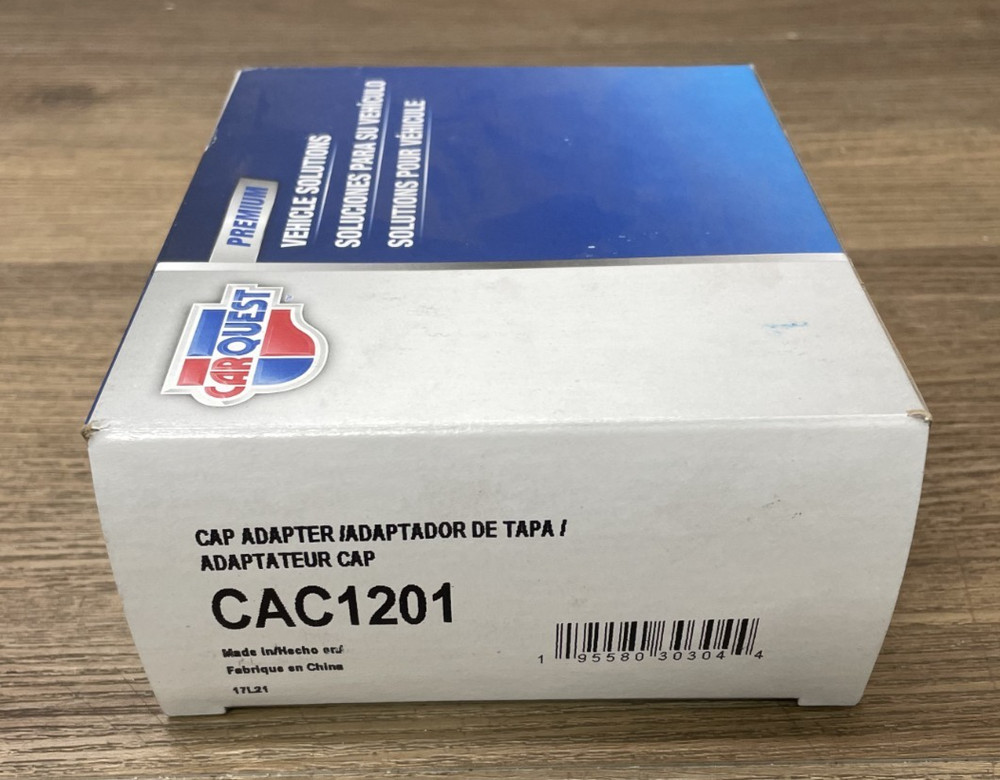 PREMIUM
VEHICLE SOLUTIONS
SOLUCIONES PARA SU VEHÍCULO
SOLUTIONS POUR VÉHICULE
CARQUEST
CAP ADAPTER /ADAPTADOR DE TAPA /
ADAPTATEUR CAP
CAC1201
Made in/Hecho en/
Fabrique en China
17L21
1 95580 30304 4